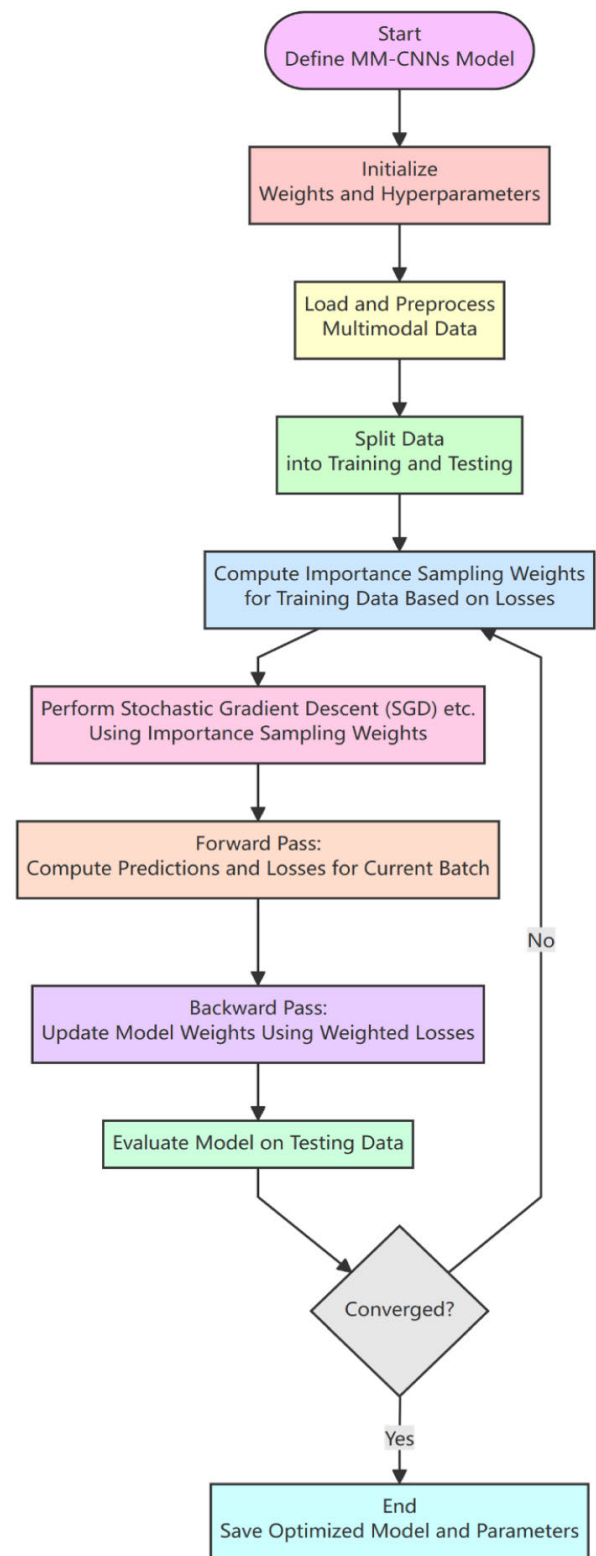 Start
Define MM-CNNs Model
Initialize
Weights and Hyperparameters
Load and Preprocess
Multimodal Data
Split Data
into Training and Testing
Compute Importance Sampling Weights
for Training Data Based on Losses
Perform Stochastic Gradient Descent (SGD) etc.
Using Importance Sampling Weights
Forward Pass:
Compute Predictions and Losses for Current Batch
No
Backward Pass:
Update Model Weights Using Weighted Losses
Evaluate Model on Testing Data
Converged?
Yes
End
Save Optimized Model and Parameters